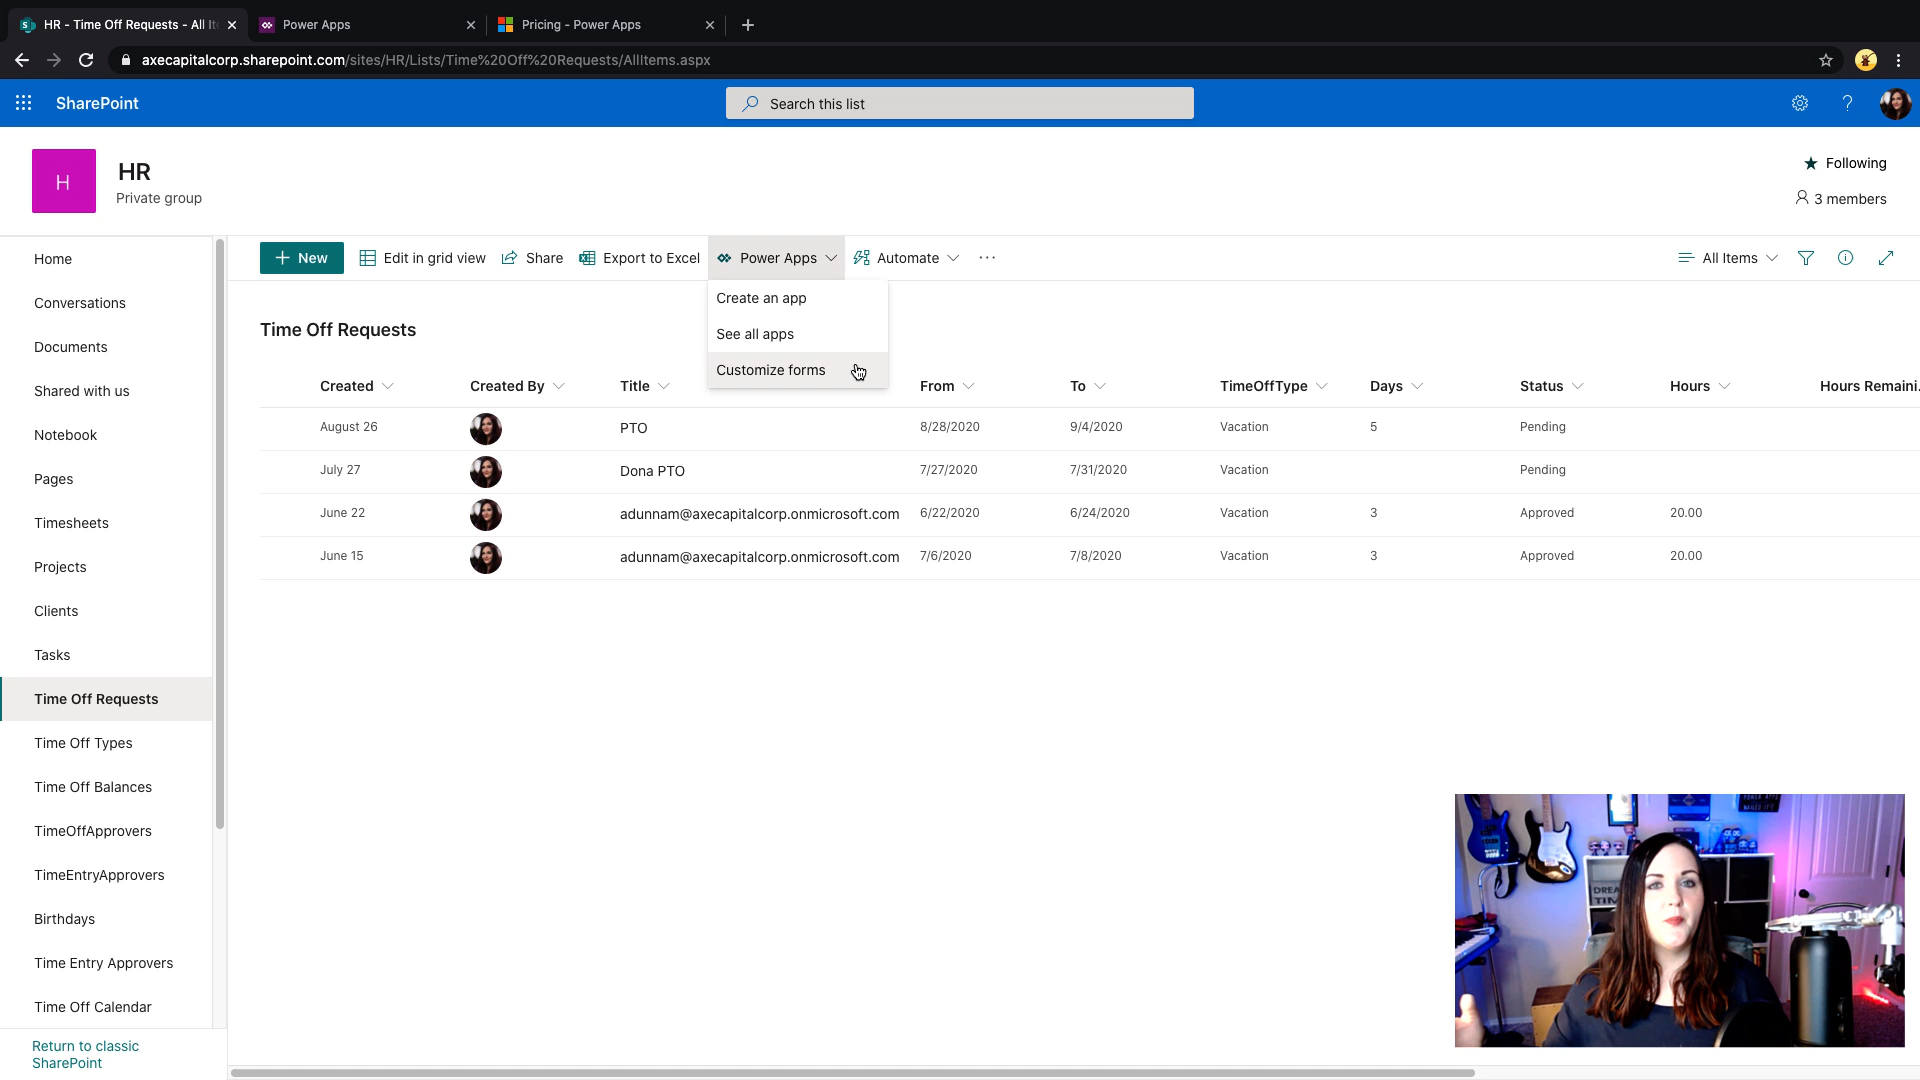 HR - Time Off Requests - All It
Power Apps
Pricing - Power Apps
axecapitalcorp.sharepoint.com/sites/HR/Lists/Time%20Off%20Requests/AllItems.aspx
SharePoint
Search this list
H
HR
Private group
Following
3 members
Home
Conversations
Documents
Shared with us
Notebook
Pages
Timesheets
Projects
Clients
Tasks
Time Off Requests
Time Off Types
Time Off Balances
TimeOffApprovers
TimeEntryApprovers
Birthdays
Time Entry Approvers
Time Off Calendar
Return to classic
SharePoint
New Edit in grid view Share Export to Excel Power Apps Automate All Items
Create an app
See all apps
Customize forms
Time Off Requests
Created Created By Title From To TimeOffType Days Status Hours Hours Remaini...
August 26 PTO 8/28/2020 9/4/2020 Vacation 5 Pending
July 27 Dona PTO 7/27/2020 7/31/2020 Vacation Pending
June 22 adunnam@axecapitalcorp.onmicrosoft.com 6/22/2020 6/24/2020 Vacation 3 Approved 20.00
June 15 adunnam@axecapitalcorp.onmicrosoft.com 7/6/2020 7/8/2020 Vacation 3 Approved 20.00